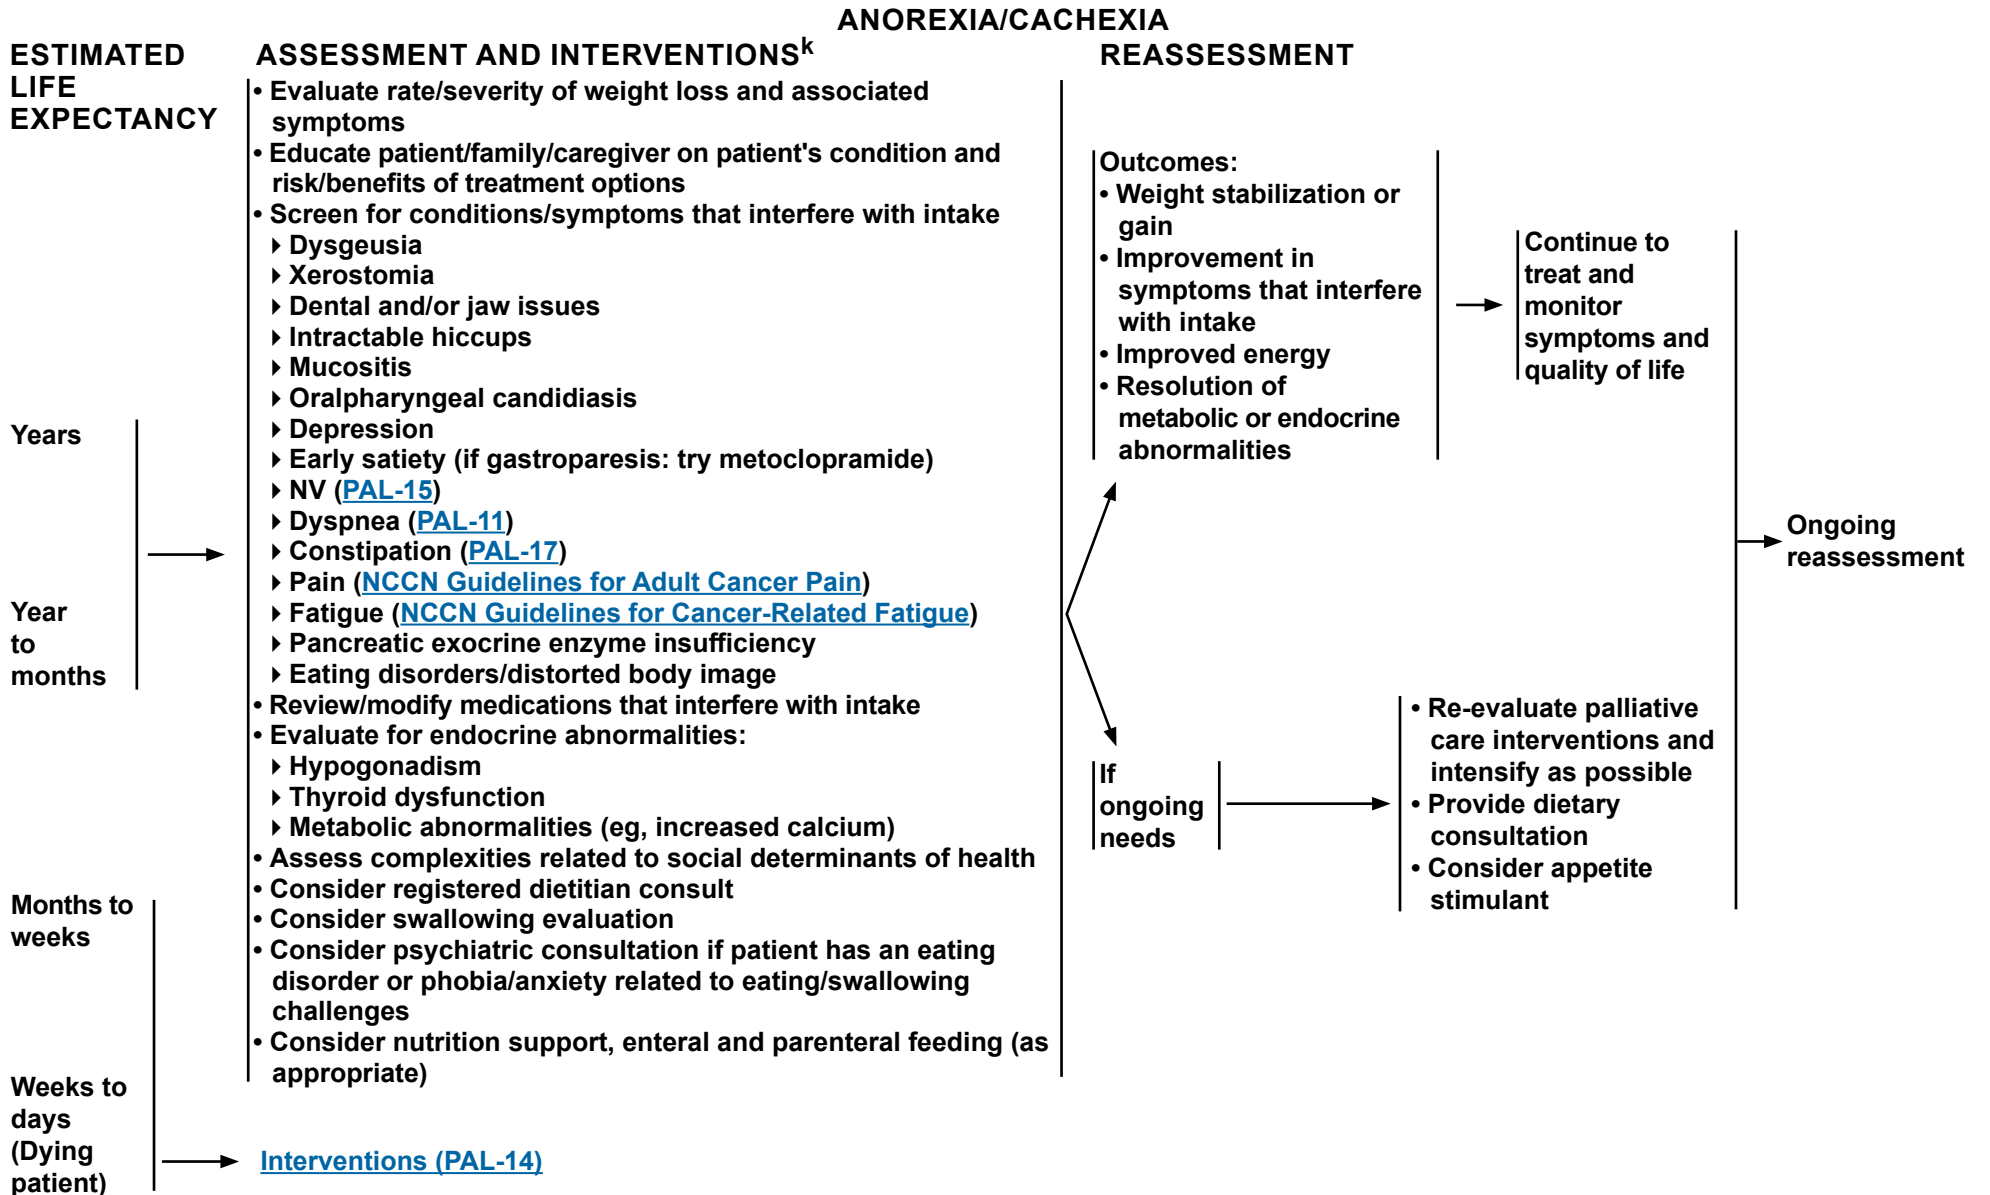 ANOREXIA/CACHEXIA
ESTIMATED
LIFE
EXPECTANCY
Years
Year
to
months
Months to
weeks
Weeks to
days
(Dying
patient)
ASSESSMENT AND INTERVENTIONSk
• Evaluate rate/severity of weight loss and associated
symptoms
• Educate patient/family/caregiver on patient's condition and
risk/benefits of treatment options
• Screen for conditions/symptoms that interfere with intake
▸ Dysgeusia
▸ Xerostomia
▸ Dental and/or jaw issues
▸ Intractable hiccups
▸ Mucositis
▸ Oralpharyngeal candidiasis
▸ Depression
▸ Early satiety (if gastroparesis: try metoclopramide)
▸ NV (PAL-15)
▸ Dyspnea (PAL-11)
▸ Constipation (PAL-17)
▸ Pain (NCCN Guidelines for Adult Cancer Pain)
▸ Fatigue (NCCN Guidelines for Cancer-Related Fatigue)
▸ Pancreatic exocrine enzyme insufficiency
▸ Eating disorders/distorted body image
• Review/modify medications that interfere with intake
• Evaluate for endocrine abnormalities:
▸ Hypogonadism
▸ Thyroid dysfunction
▸ Metabolic abnormalities (eg, increased calcium)
• Assess complexities related to social determinants of health
• Consider registered dietitian consult
• Consider swallowing evaluation
• Consider psychiatric consultation if patient has an eating
disorder or phobia/anxiety related to eating/swallowing
challenges
• Consider nutrition support, enteral and parenteral feeding (as
appropriate)
Interventions (PAL-14)
REASSESSMENT
Outcomes:
• Weight stabilization or
gain
• Improvement in
symptoms that interfere
with intake
• Improved energy
• Resolution of
metabolic or endocrine
abnormalities
Continue to
treat and
monitor
symptoms and
quality of life
If
ongoing
needs
• Re-evaluate palliative
care interventions and
intensify as possible
• Provide dietary
consultation
• Consider appetite
stimulant
Ongoing
reassessment